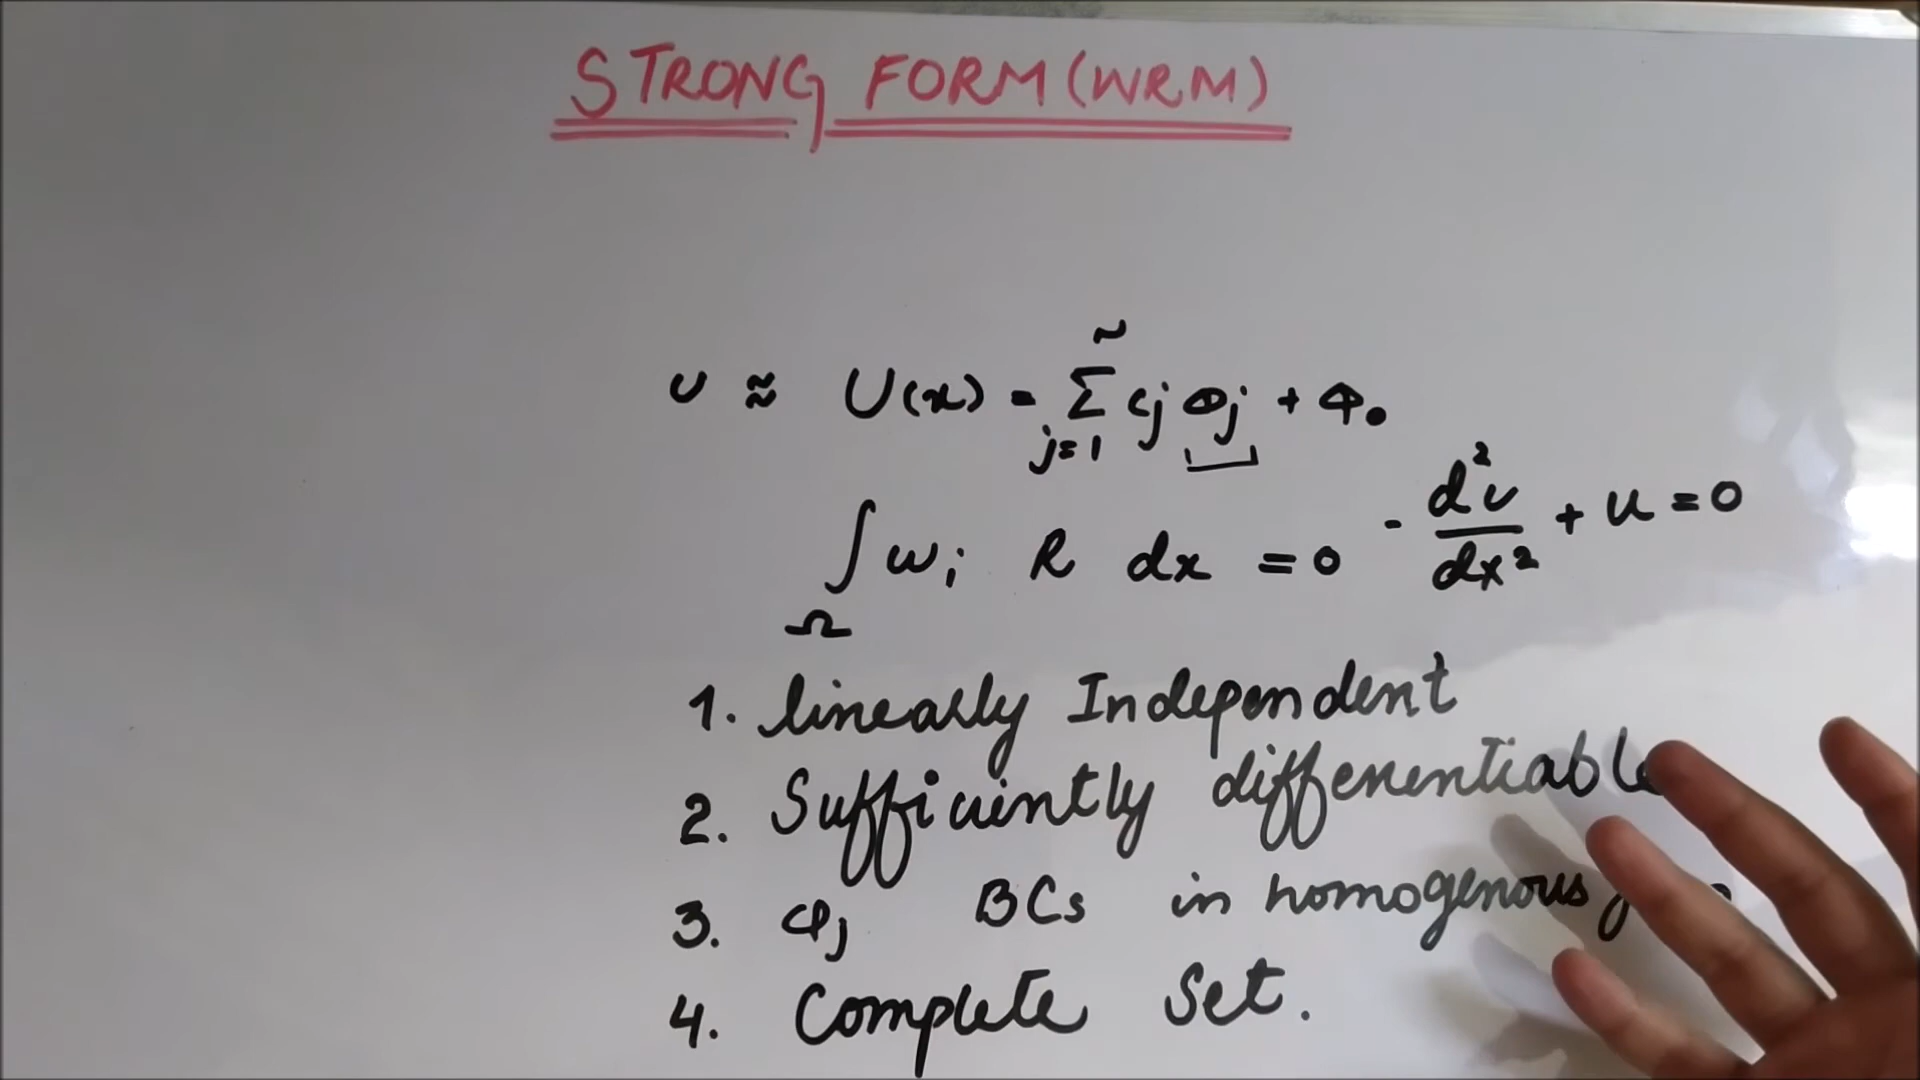 STRONG FORM (WRM)
u ≈ U(x) = ∑_{j=1}^{N} cj Φj + Φ₀
∫_Ω wi R dx = 0
- d²u/dx² + u = 0
1. linearly Independent
2. Sufficiently differentiable
3. Φj BCs in homogenous
4. Complete Set.